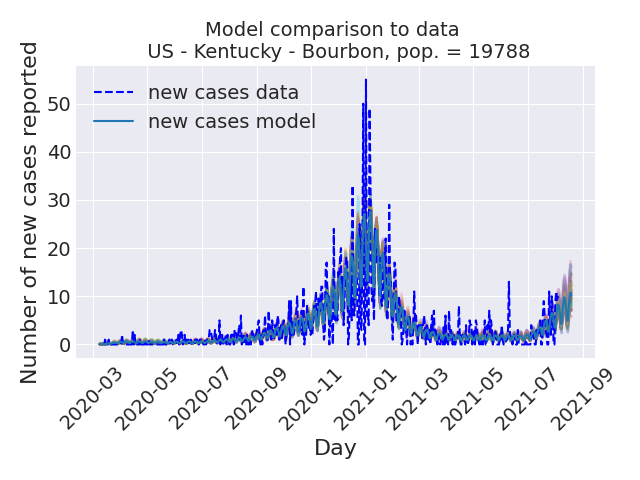 Model comparison to data
US - Kentucky - Bourbon, pop. = 19788
Number of new cases reported
new cases data
new cases model
50
40
30
20
10
0
2020-03
2020-05
2020-07
2020-09
2020-11
2021-01
2021-03
2021-05
2021-07
2021-09
Day